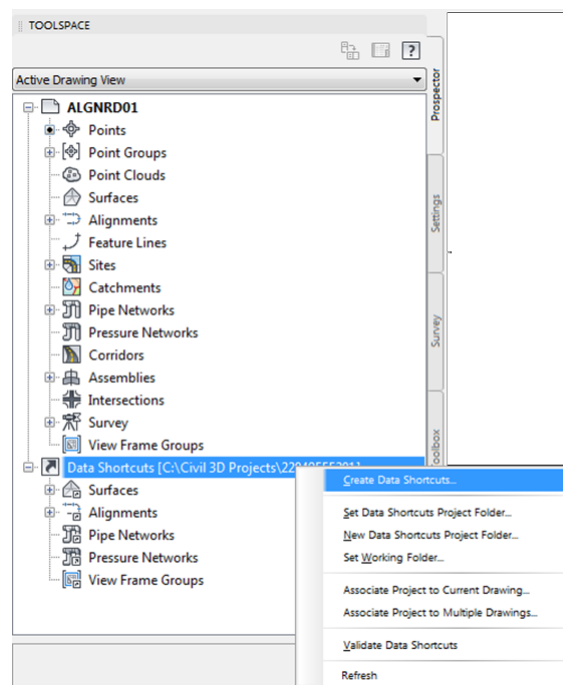 TOOLSPACE
?
Active Drawing View
ALGNRD01
Points
Point Groups
Point Clouds
Surfaces
Alignments
Feature Lines
Sites
Catchments
Pipe Networks
Pressure Networks
Corridors
Assemblies
Intersections
Survey
View Frame Groups
Data Shortcuts [C:\Civil 3D Projects\
Surfaces
Alignments
Pipe Networks
Pressure Networks
View Frame Groups
Prospector
Settings
Survey
oolbox
Create Data Shortcuts...
Set Data Shortcuts Project Folder...
New Data Shortcuts Project Folder...
Set Working Folder...
Associate Project to Current Drawing...
Associate Project to Multiple Drawings...
Validate Data Shortcuts
Refresh